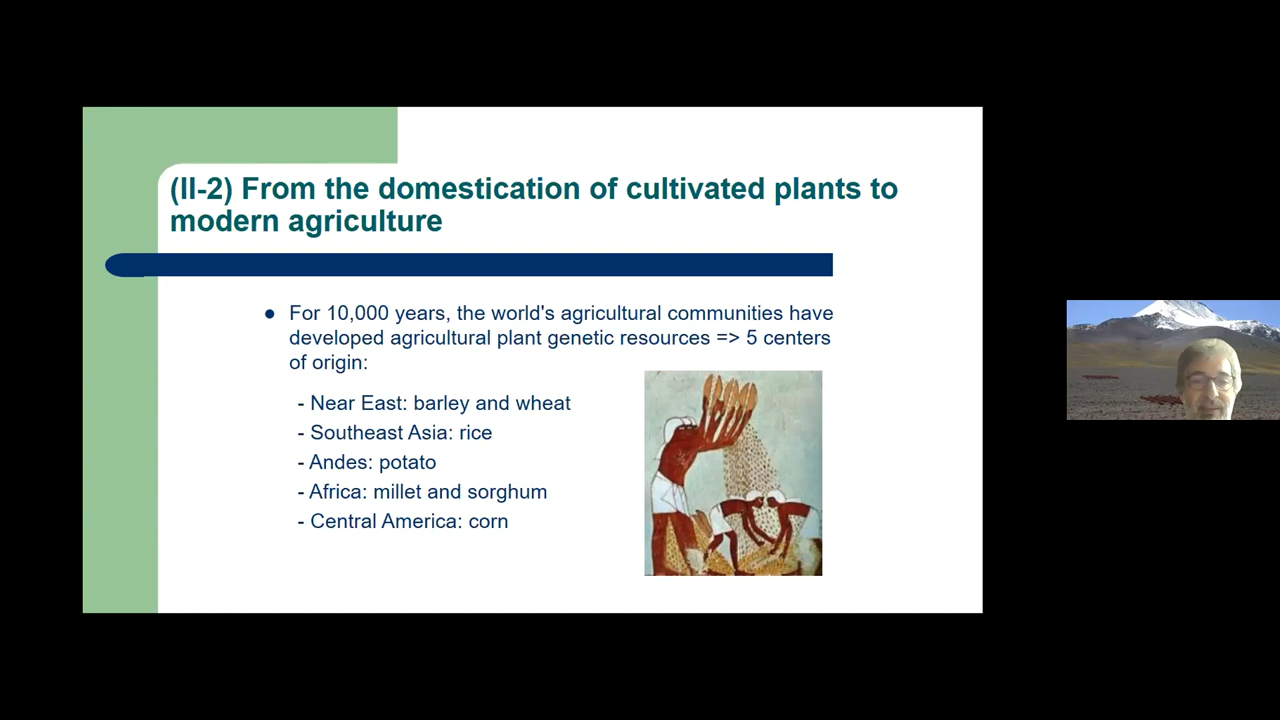 (II-2) From the domestication of cultivated plants to
modern agriculture
● For 10,000 years, the world's agricultural communities have
developed agricultural plant genetic resources => 5 centers
of origin:
- Near East: barley and wheat
- Southeast Asia: rice
- Andes: potato
- Africa: millet and sorghum
- Central America: corn